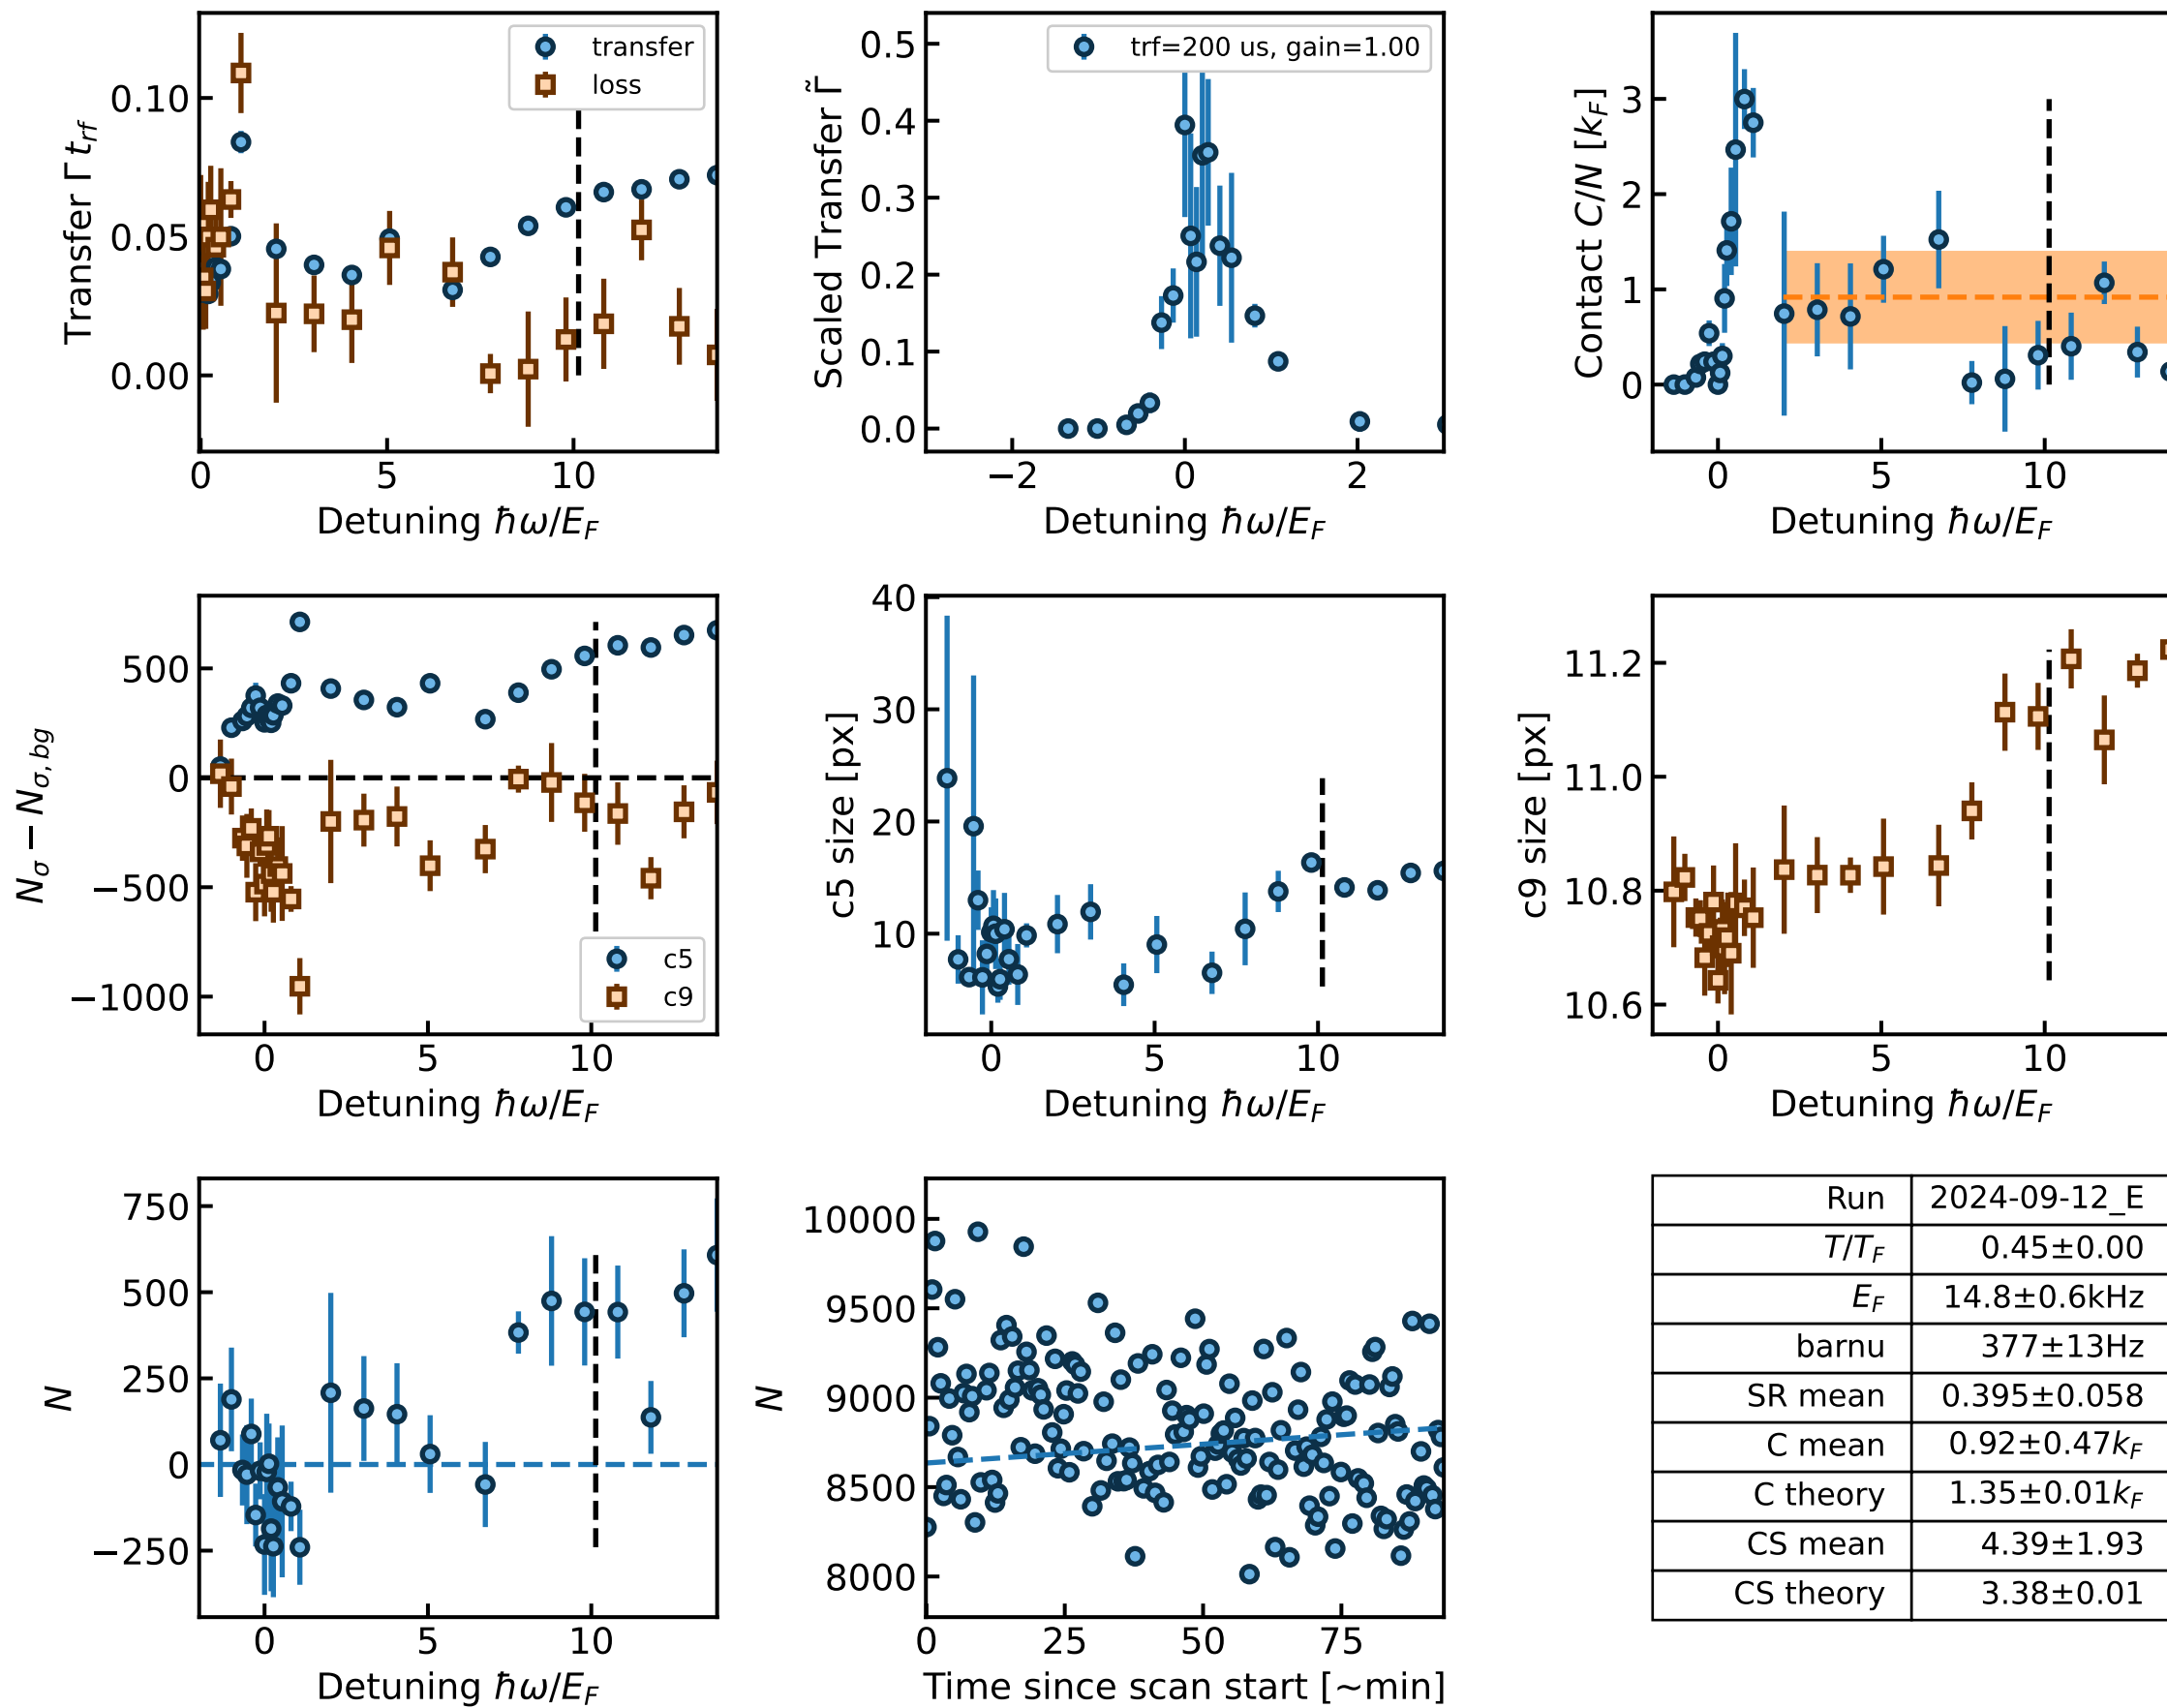 transfer
loss
0.10
0.05
0.00
Transfer Γ t_rf
0
5
10
Detuning ħω/E_F
trf=200 us, gain=1.00
0.5
0.4
0.3
0.2
0.1
0.0
Scaled Transfer Γ̃
−2
0
2
Detuning ħω/E_F
3
2
1
0
Contact C/N [k_F]
0
5
10
Detuning ħω/E_F
500
0
−500
−1000
N_σ − N_σ,bg
c5
c9
0
5
10
Detuning ħω/E_F
40
30
20
10
c5 size [px]
0
5
10
Detuning ħω/E_F
11.2
11.0
10.8
10.6
c9 size [px]
0
5
10
Detuning ħω/E_F
750
500
250
0
−250
N
0
5
10
Detuning ħω/E_F
10000
9500
9000
8500
8000
N
0
25
50
75
Time since scan start [~min]
Run 2024-09-12_E
T/T_F 0.45±0.00
E_F 14.8±0.6kHz
barnu 377±13Hz
SR mean 0.395±0.058
C mean 0.92±0.47k_F
C theory 1.35±0.01k_F
CS mean 4.39±1.93
CS theory 3.38±0.01